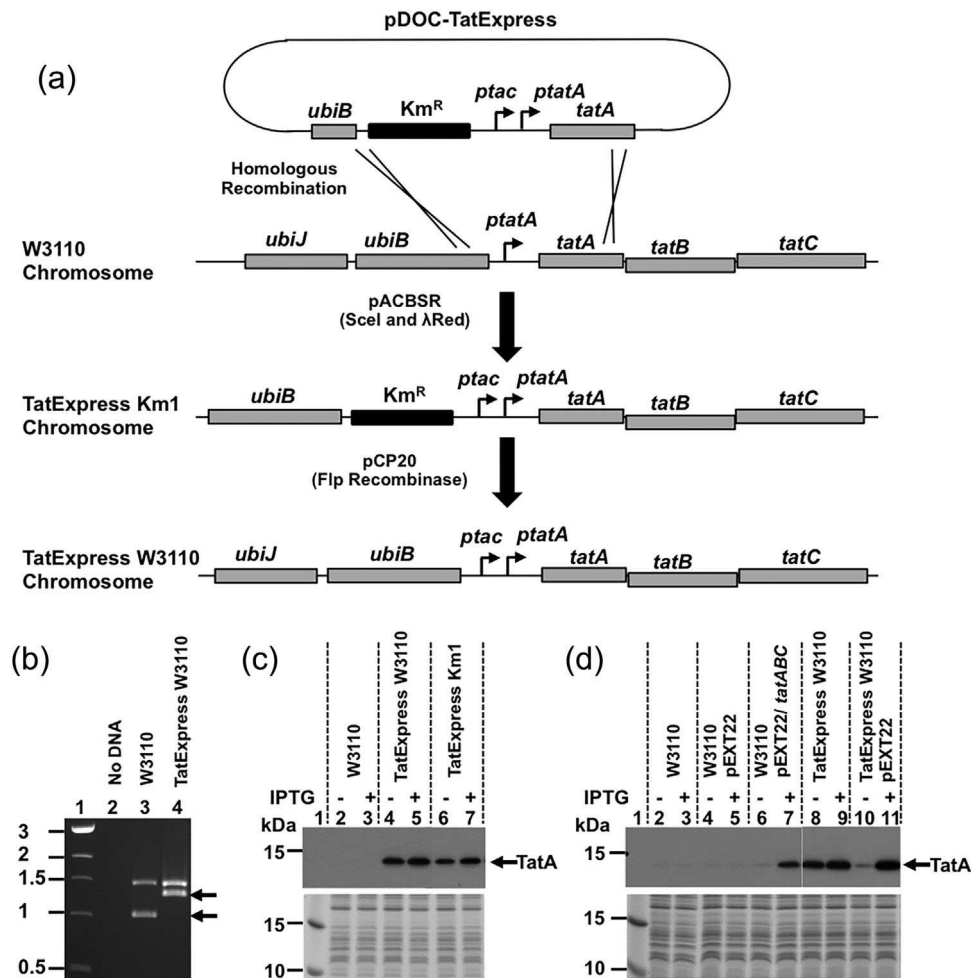 pDOC-TatExpress
(a)
ubiB
Km^R
ptac
ptatA
tatA
Homologous
Recombination
ptatA
W3110
Chromosome
ubiJ
ubiB
tatA
tatB
tatC
pACBSR
(SceI and λRed)
ptac
ptatA
TatExpress Km1
Chromosome
ubiB
Km^R
tatA
tatB
tatC
pCP20
(Flp Recombinase)
ptac
ptatA
TatExpress W3110
Chromosome
ubiJ
ubiB
tatA
tatB
tatC
(b)
No DNA
W3110
TatExpress W3110
1 2 3 4
3
2
1.5
1
0.5
(c)
W3110
TatExpress W3110
TatExpress Km1
IPTG - + - + - +
kDa 1 2 3 4 5 6 7
15
TatA
15
10
(d)
W3110
W3110
pEXT22
W3110
pEXT22/ tatABC
TatExpress W3110
TatExpress W3110
pEXT22
IPTG - + - + - + - + - +
kDa 1 2 3 4 5 6 7 8 9 10 11
15
TatA
15
10